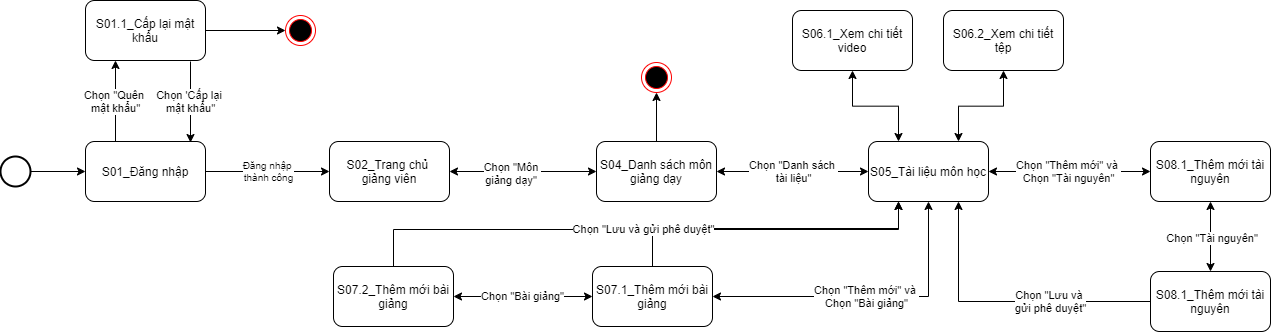 S01.1_Cấp lại mật
khẩu
S06.1_Xem chi tiết
video
S06.2_Xem chi tiết
tệp
Chọn "Quên
mật khẩu"
Chọn 'Cấp lại
mật khẩu"
S01_Đăng nhập
Đăng nhập
thành công
S02_Trang chủ
giảng viên
Chọn "Môn
giảng dạy"
S04_Danh sách môn
giảng dạy
Chọn "Danh sách
tài liệu"
S05_Tài liệu môn học
Chọn "Thêm mới" và
Chọn "Tài nguyên"
S08.1_Thêm mới tài
nguyên
Chọn "Lưu và gửi phê duyệt"
Chọn "Tài nguyên"
S07.2_Thêm mới bài
giảng
Chọn "Bài giảng"
S07.1_Thêm mới bài
giảng
Chọn "Thêm mới" và
Chọn "Bài giảng"
Chọn "Lưu và
gửi phê duyệt"
S08.1_Thêm mới tài
nguyên